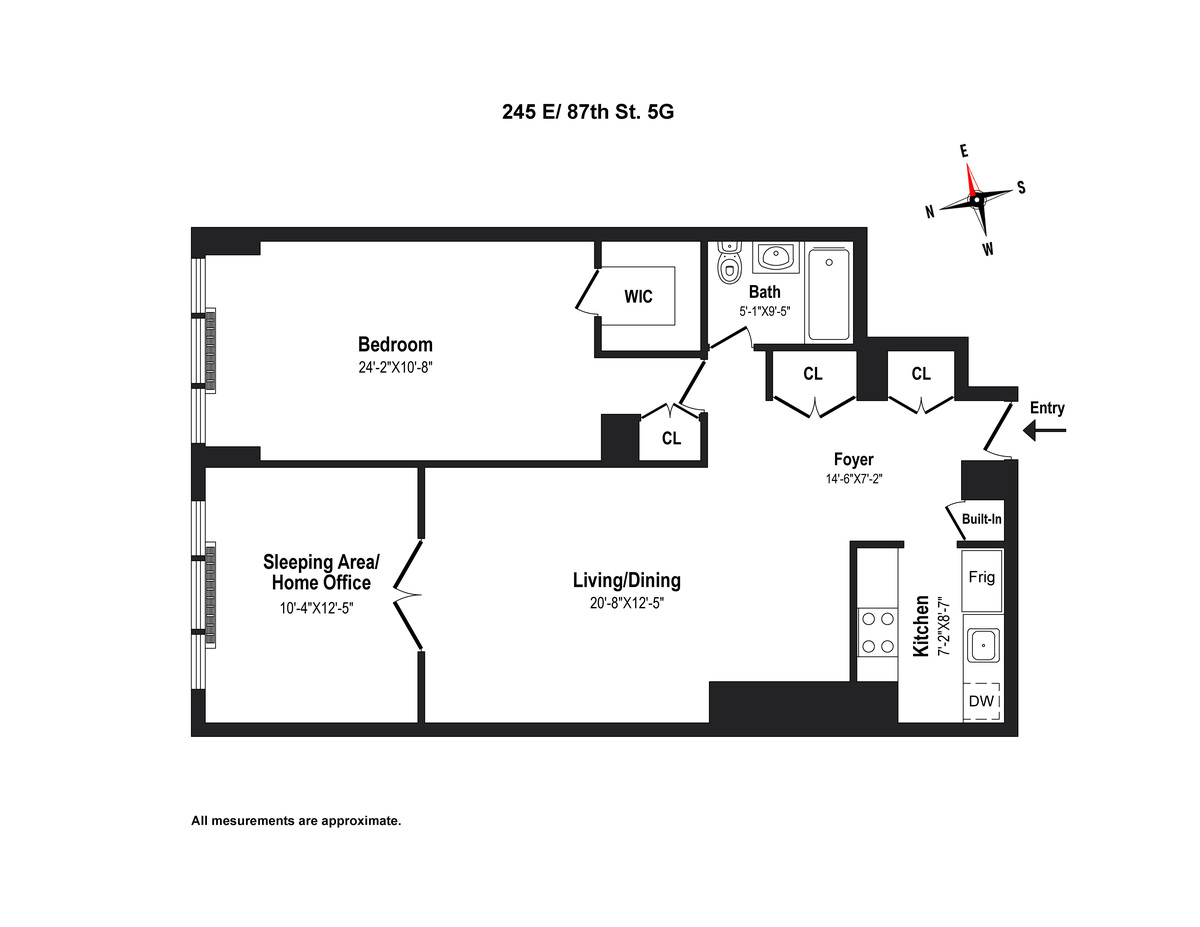 245 E/ 87th St. 5G
E
S
N
W
WIC
Bath
5'-1"X9'-5"
Bedroom
24'-2"X10'-8"
CL
CL
Entry
CL
Foyer
14'-6"X7'-2"
Built-In
Sleeping Area/
Home Office
10'-4"X12'-5"
Living/Dining
20'-8"X12'-5"
Frig
Kitchen
7'-2"X8'-7"
DW
All mesurements are approximate.